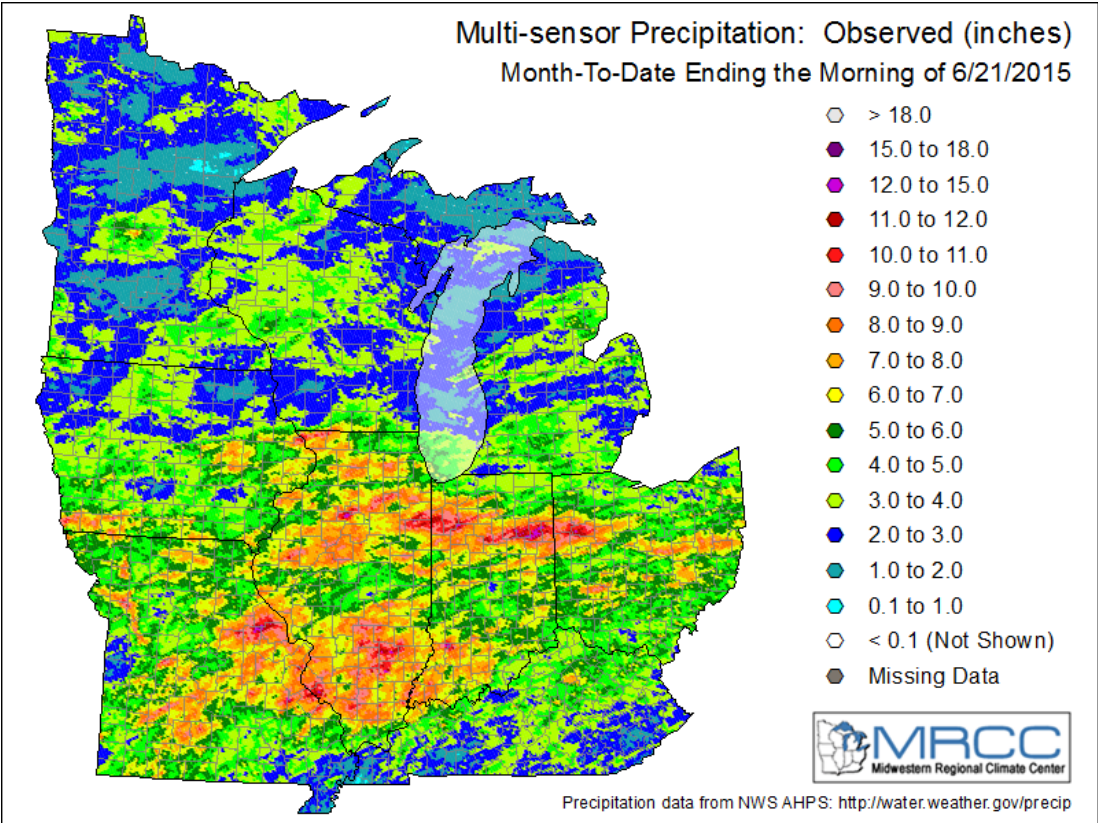 Multi-sensor Precipitation: Observed (inches)
Month-To-Date Ending the Morning of 6/21/2015
> 18.0
15.0 to 18.0
12.0 to 15.0
11.0 to 12.0
10.0 to 11.0
9.0 to 10.0
8.0 to 9.0
7.0 to 8.0
6.0 to 7.0
5.0 to 6.0
4.0 to 5.0
3.0 to 4.0
2.0 to 3.0
1.0 to 2.0
0.1 to 1.0
< 0.1 (Not Shown)
Missing Data
MRCC
Midwestern Regional Climate Center
Precipitation data from NWS AHPS: http://water.weather.gov/precip